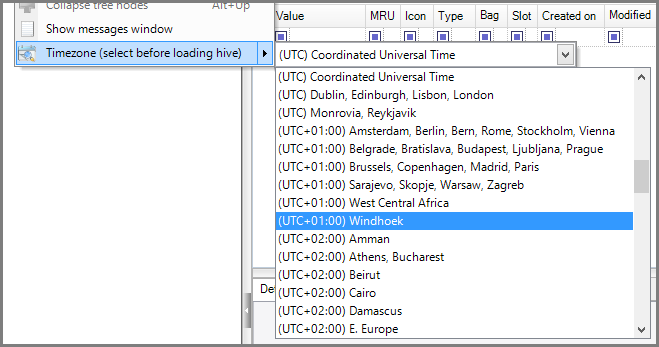 Collapse tree nodes Alt+Up
Show messages window
Timezone (select before loading hive)
Value MRU Icon Type Bag Slot Created on Modified
(UTC) Coordinated Universal Time
(UTC) Coordinated Universal Time
(UTC) Dublin, Edinburgh, Lisbon, London
(UTC) Monrovia, Reykjavik
(UTC+01:00) Amsterdam, Berlin, Bern, Rome, Stockholm, Vienna
(UTC+01:00) Belgrade, Bratislava, Budapest, Ljubljana, Prague
(UTC+01:00) Brussels, Copenhagen, Madrid, Paris
(UTC+01:00) Sarajevo, Skopje, Warsaw, Zagreb
(UTC+01:00) West Central Africa
(UTC+01:00) Windhoek
(UTC+02:00) Amman
(UTC+02:00) Athens, Bucharest
(UTC+02:00) Beirut
(UTC+02:00) Cairo
(UTC+02:00) Damascus
(UTC+02:00) E. Europe